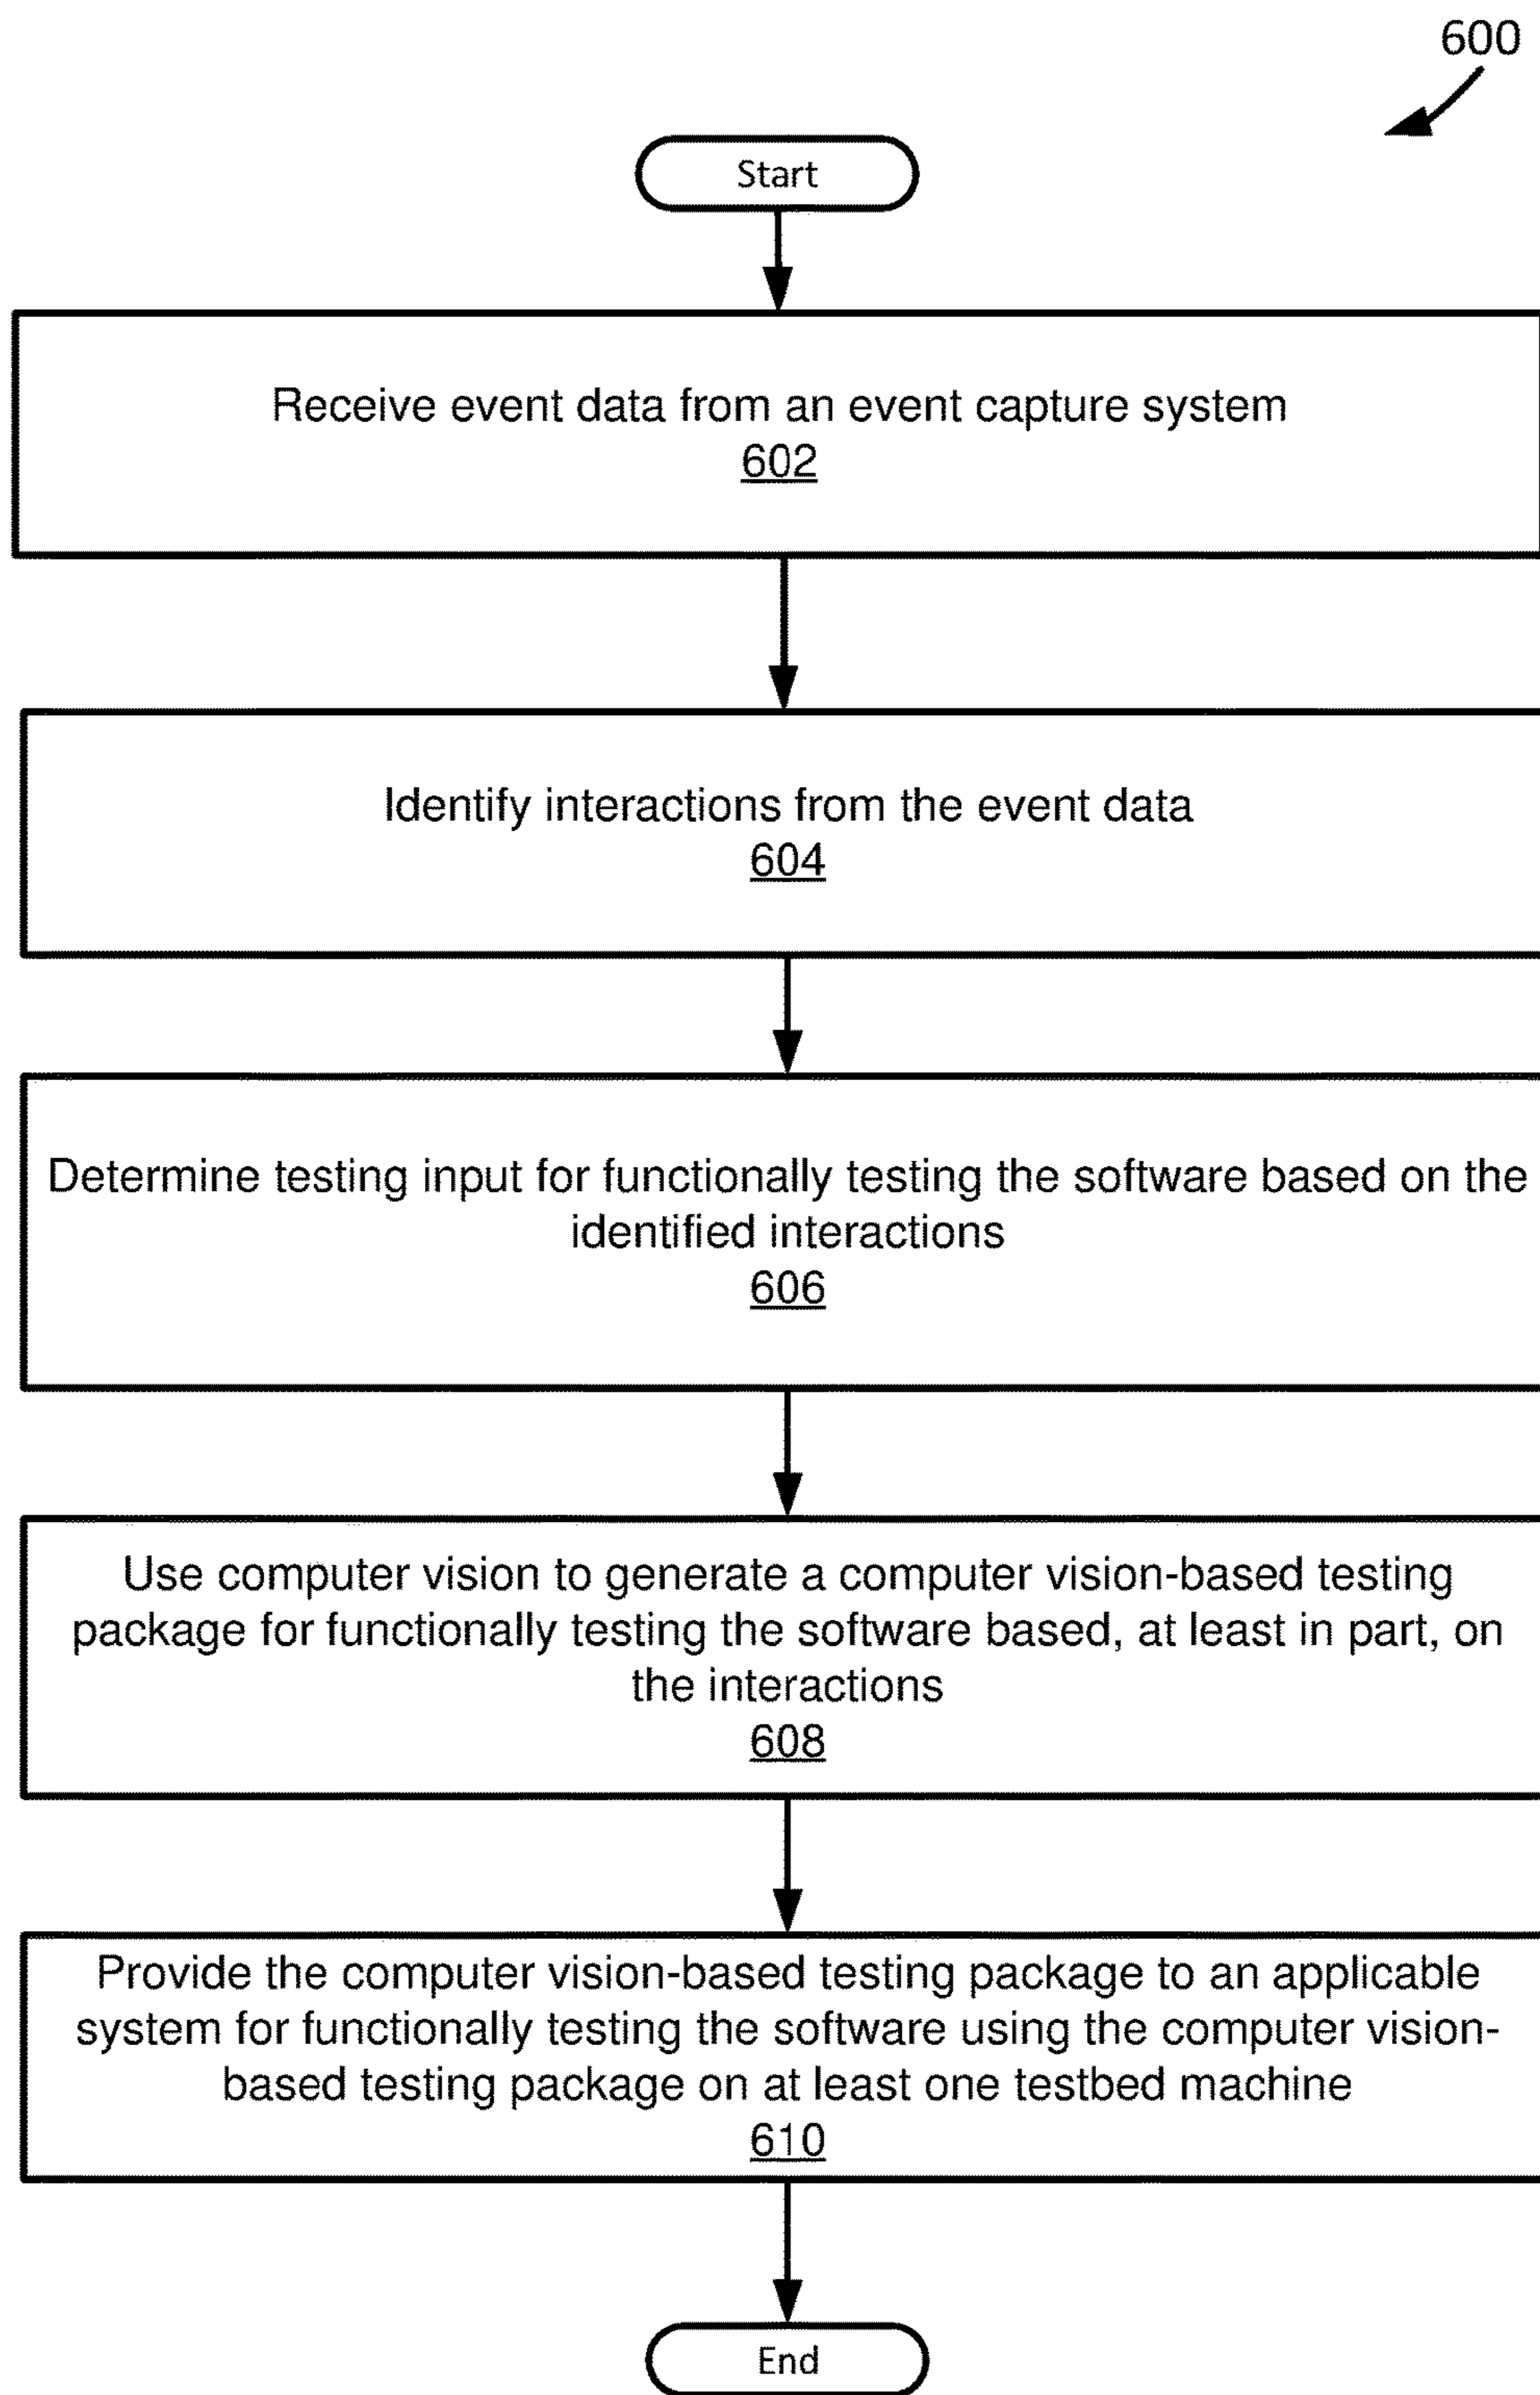 600
Start
Receive event data from an event capture system
602
Identify interactions from the event data
604
Determine testing input for functionally testing the software based on the
identified interactions
606
Use computer vision to generate a computer vision-based testing
package for functionally testing the software based, at least in part, on
the interactions
608
Provide the computer vision-based testing package to an applicable
system for functionally testing the software using the computer vision-
based testing package on at least one testbed machine
610
End